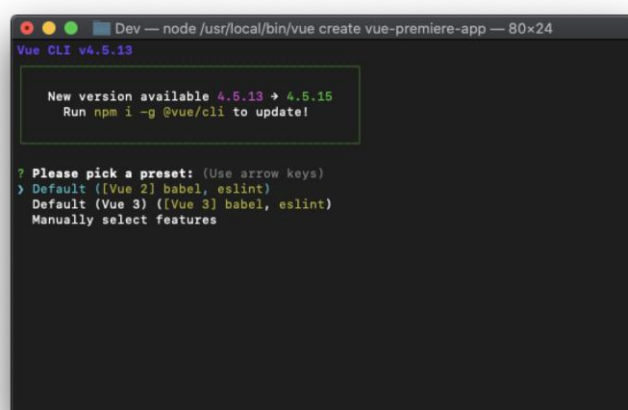 Dev — node /usr/local/bin/vue create vue-premiere-app — 80×24
Vue CLI v4.5.13
New version available 4.5.13 → 4.5.15
Run npm i -g @vue/cli to update!
? Please pick a preset: (Use arrow keys)
❯ Default ([Vue 2] babel, eslint)
Default (Vue 3) ([Vue 3] babel, eslint)
Manually select features